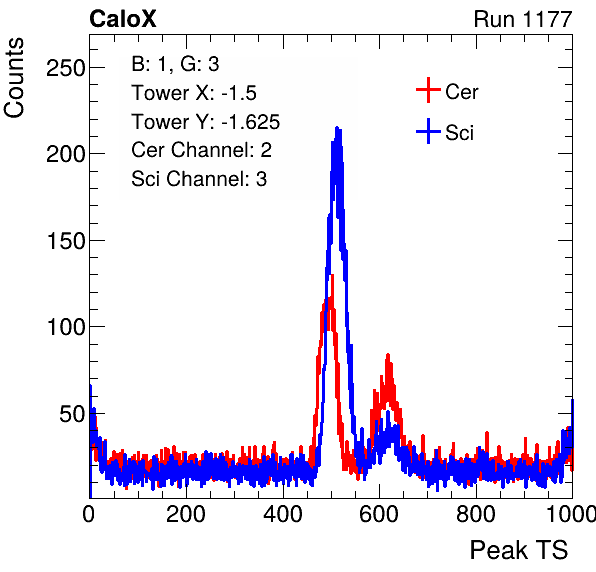 CaloX Run 1177
Counts
B: 1, G: 3
Tower X: -1.5
Tower Y: -1.625
Cer Channel: 2
Sci Channel: 3
Cer
Sci
250
200
150
100
50
0 200 400 600 800 1000
Peak TS